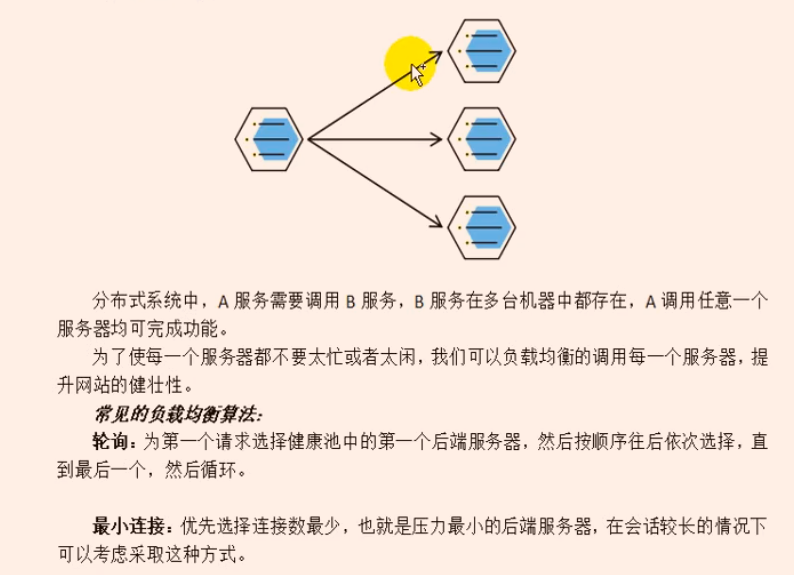 分布式系统中，A 服务需要调用 B 服务，B 服务在多台机器中都存在，A 调用任意一个
服务器均可完成功能。
为了使每一个服务器都不要太忙或者太闲，我们可以负载均衡的调用每一个服务器，提
升网站的健壮性。
常见的负载均衡算法：
轮询：为第一个请求选择健康池中的第一个后端服务器，然后按顺序往后依次选择，直
到最后一个，然后循环。
最小连接：优先选择连接数最少，也就是压力最小的后端服务器，在会话较长的情况下
可以考虑采取这种方式。